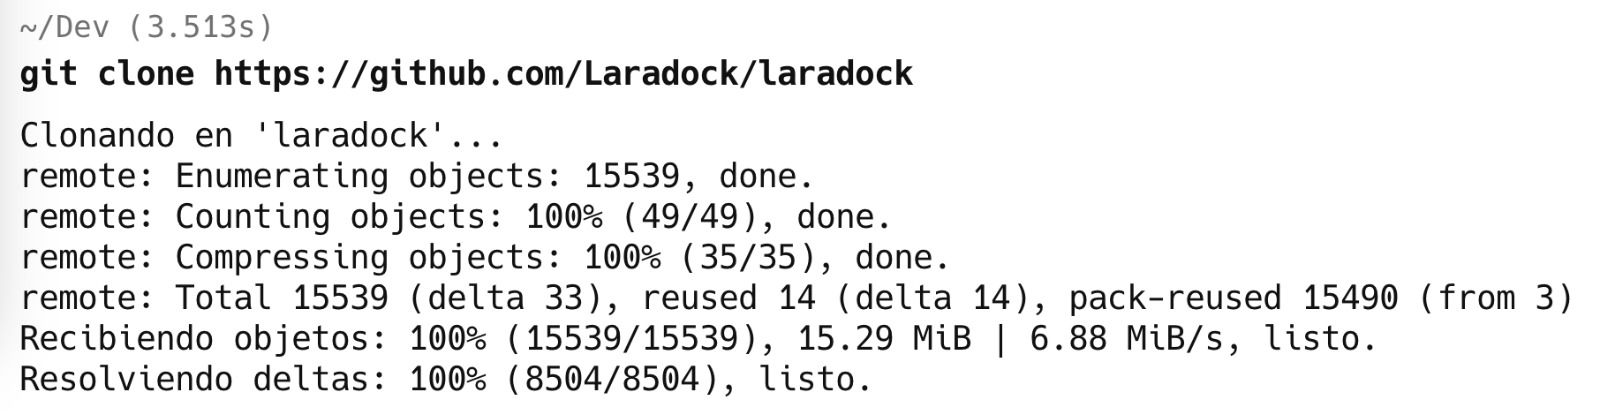 ~/Dev (3.513s)
git clone https://github.com/Laradock/laradock
Clonando en 'laradock'...
remote: Enumerating objects: 15539, done.
remote: Counting objects: 100% (49/49), done.
remote: Compressing objects: 100% (35/35), done.
remote: Total 15539 (delta 33), reused 14 (delta 14), pack-reused 15490 (from 3)
Recibiendo objetos: 100% (15539/15539), 15.29 MiB | 6.88 MiB/s, listo.
Resolviendo deltas: 100% (8504/8504), listo.